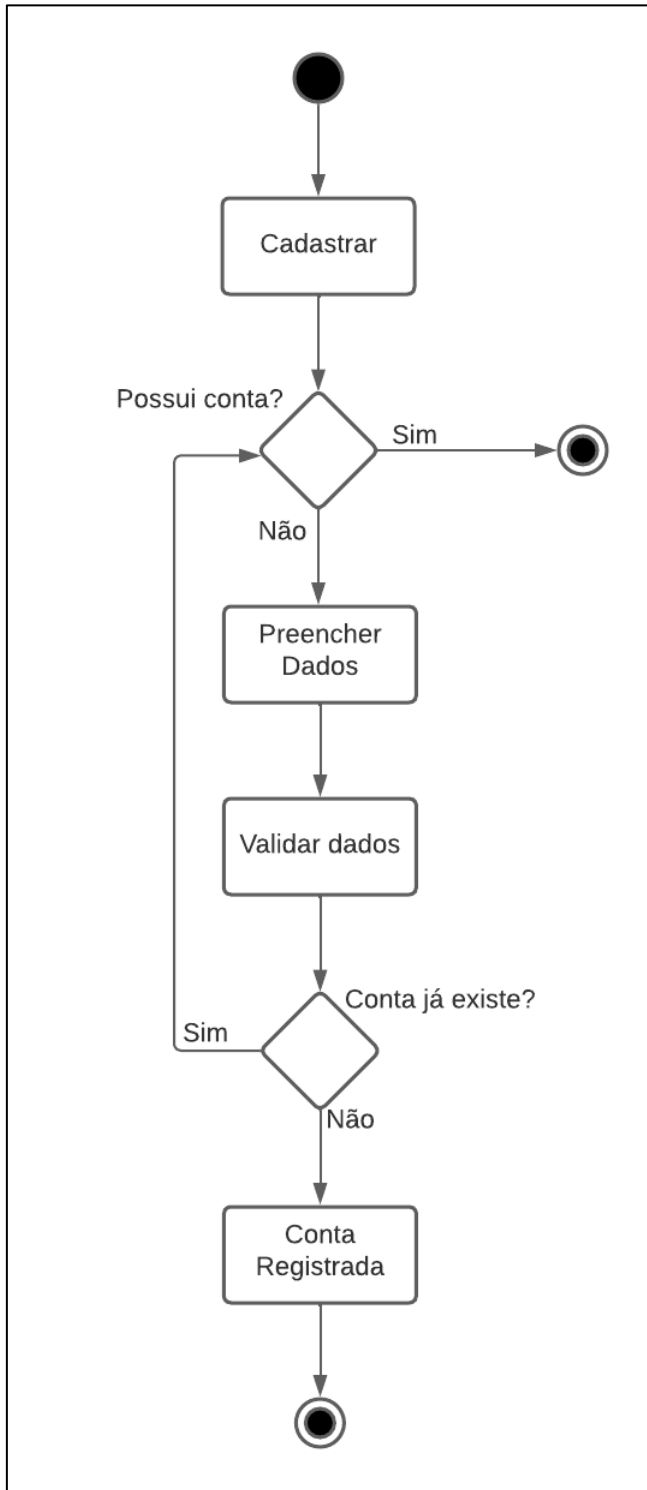 Cadastrar
Possui conta?
Sim
Não
Preencher
Dados
Validar dados
Conta já existe?
Sim
Não
Conta
Registrada